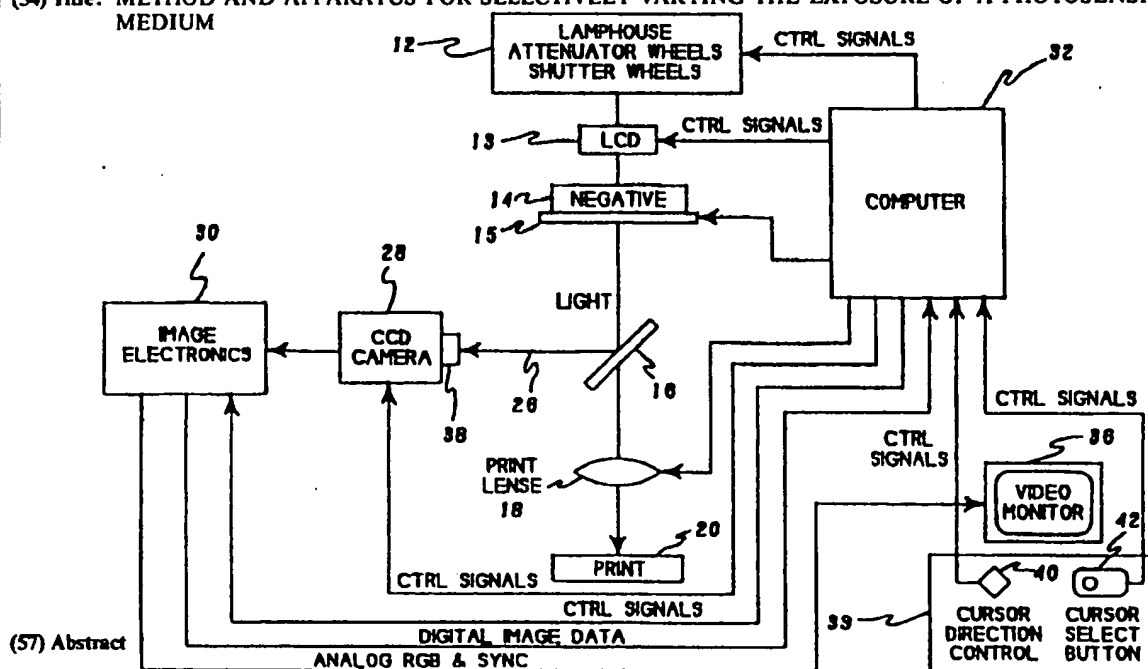 (54) Title: METHOD AND APPARATUS FOR SELECTIVELY VARYING THE EXPOSURE OF A PHOTOSENSI
MEDIUM
12
LAMPHOUSE
ATTENUATOR WHEELS
SHUTTER WHEELS
CTRL SIGNALS
32
13
LCD
CTRL SIGNALS
14
NEGATIVE
15
COMPUTER
30
28
LIGHT
IMAGE
ELECTRONICS
CCD
CAMERA
38
26
16
CTRL SIGNALS
CTRL
SIGNALS
36
PRINT
LENSE
18
VIDEO
MONITOR
42
20
PRINT
40
CTRL SIGNALS
CTRL SIGNALS
33
CURSOR
DIRECTION
CONTROL
CURSOR
SELECT
BUTTON
(57) Abstract
DIGITAL IMAGE DATA
ANALOG RGB & SYNC